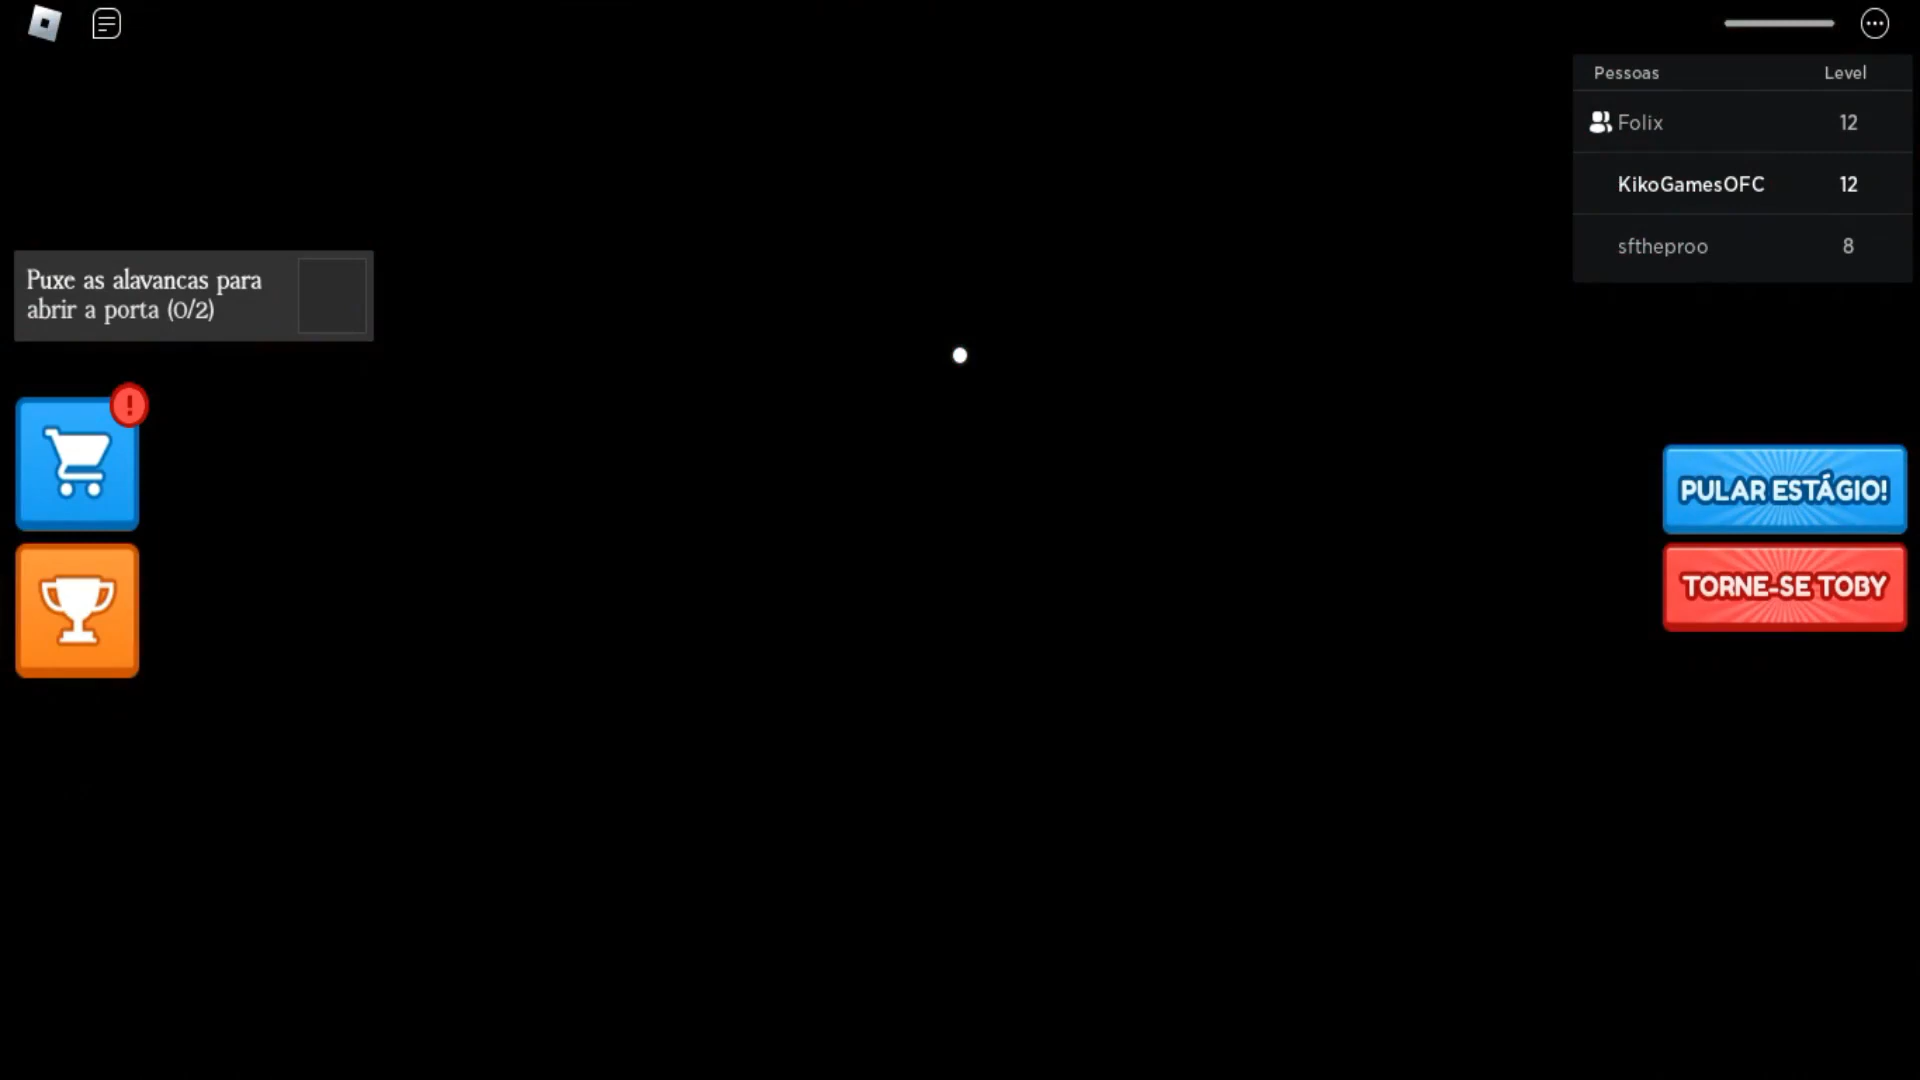 Pessoas Level
Folix 12
KikoGamesOFC 12
sftheproo 8
Puxe as alavancas para
abrir a porta (0/2)
!
PULAR ESTÁGIO!
TORNE-SE TOBY